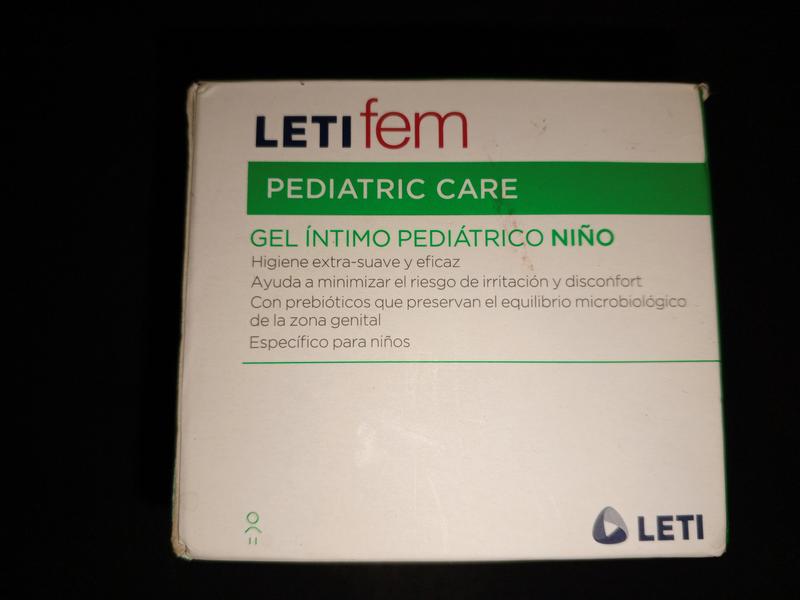 LETIfem
PEDIATRIC CARE
GEL ÍNTIMO PEDIÁTRICO NIÑO
Higiene extra-suave y eficaz
Ayuda a minimizar el riesgo de irritación y disconfort
Con prebióticos que preservan el equilibrio microbiológico
de la zona genital
Específico para niños
LETI